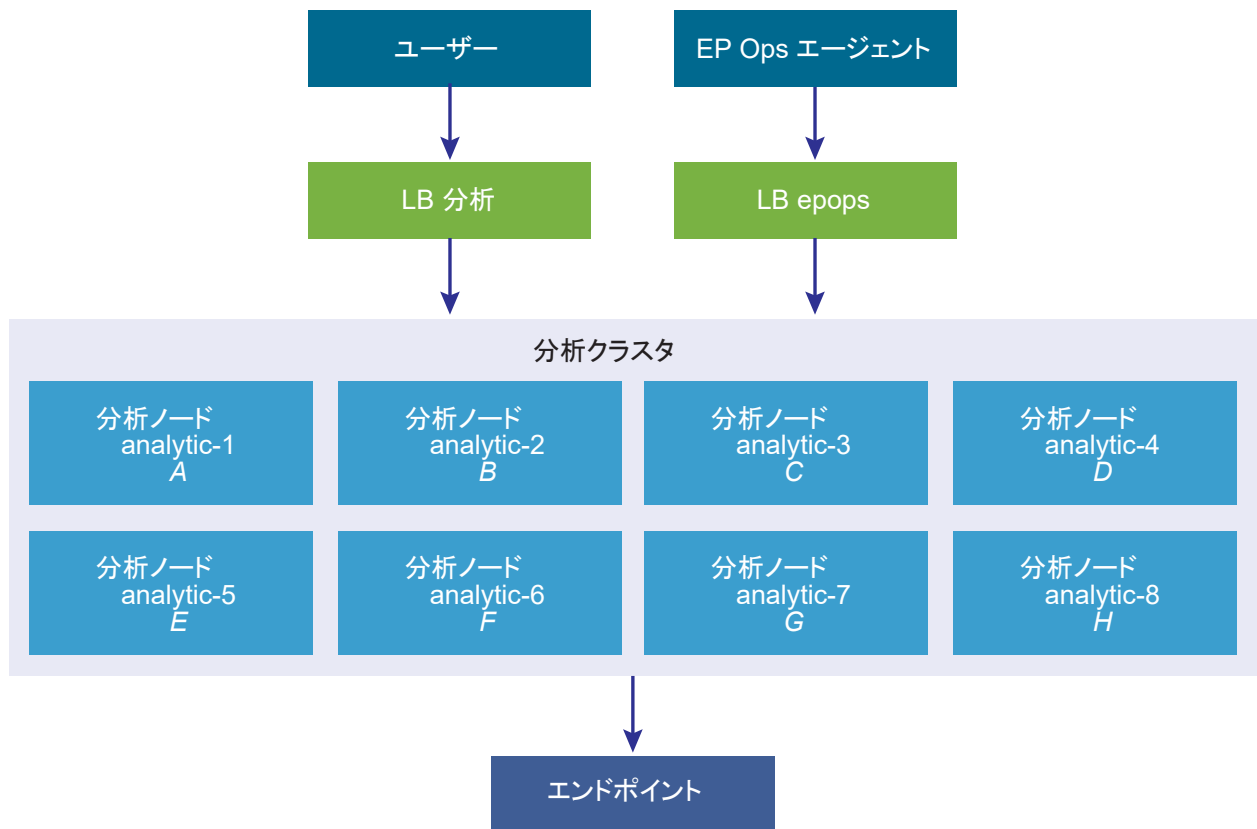 ユーザー
EP Ops エージェント
LB 分析
LB epops
分析クラスタ
分析ノード
analytic-1
A
分析ノード
analytic-2
B
分析ノード
analytic-3
C
分析ノード
analytic-4
D
分析ノード
analytic-5
E
分析ノード
analytic-6
F
分析ノード
analytic-7
G
分析ノード
analytic-8
H
エンドポイント